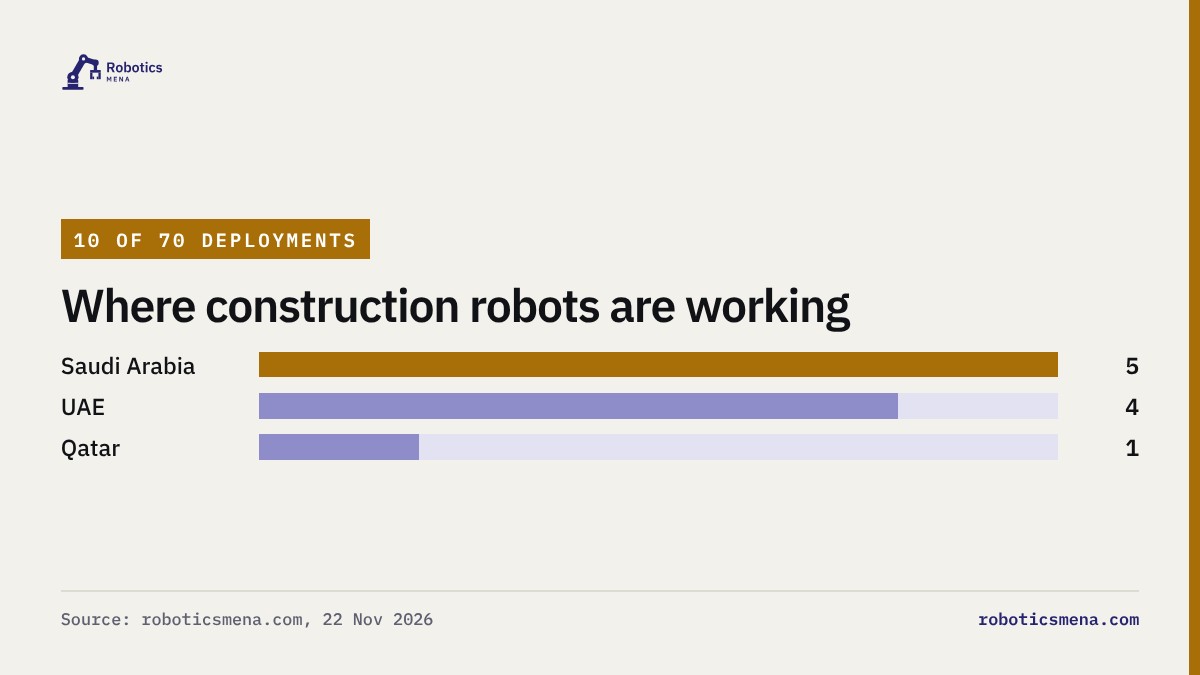 Robotics
MENA
10 OF 70 DEPLOYMENTS
Where construction robots are working
Saudi Arabia 5
UAE 4
Qatar 1
Source: roboticsmena.com, 22 Nov 2026
roboticsmena.com